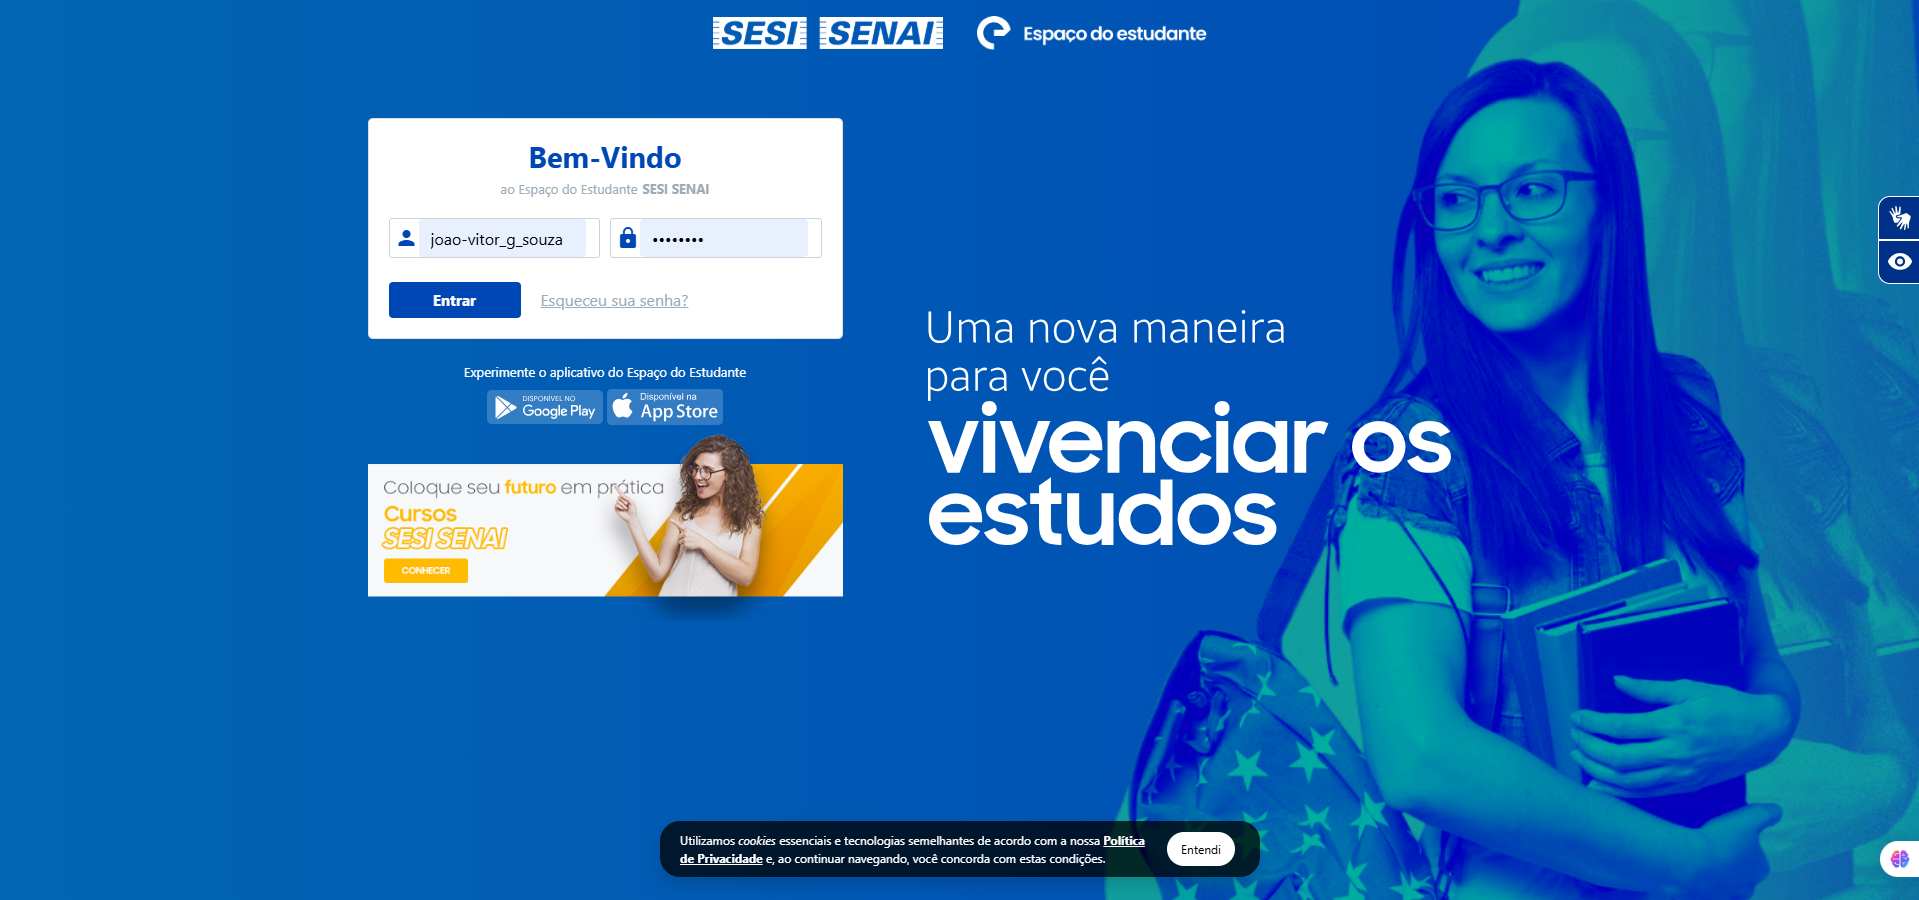 SESI SENAI
Espaço do estudante
Bem-Vindo
ao Espaço do Estudante SESI SENAI
joao-vitor_g_souza
••••••••
Entrar
Esqueceu sua senha?
Experimente o aplicativo do Espaço do Estudante
DISPONÍVEL NO
Google Play
Disponível na
App Store
Coloque seu futuro em prática
Cursos
SESI SENAI
CONHECER
Uma nova maneira
para você
vivenciar os
estudos
Utilizamos cookies essenciais e tecnologias semelhantes de acordo com a nossa Política
de Privacidade e, ao continuar navegando, você concorda com estas condições.
Entendi